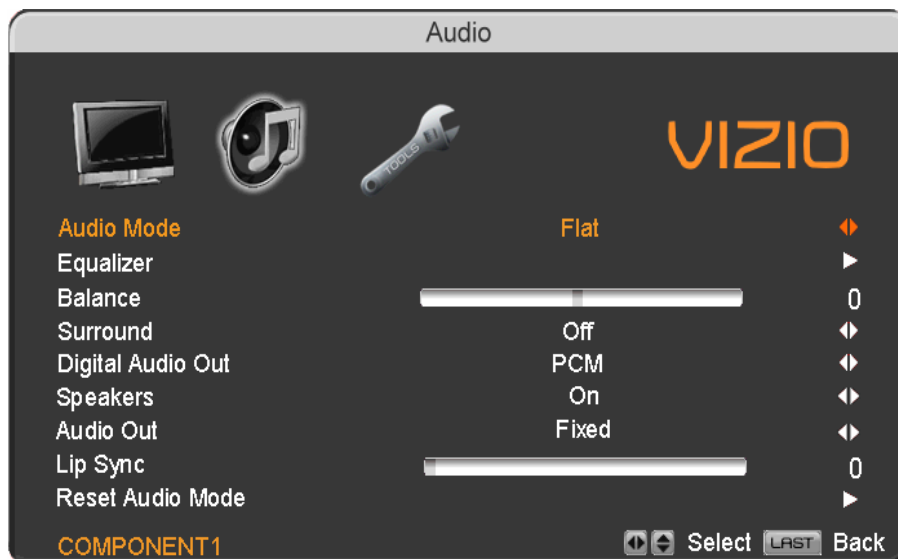 Audio
TOOLS
VIZIO
Audio Mode Flat
Equalizer
Balance 0
Surround Off
Digital Audio Out PCM
Speakers On
Audio Out Fixed
Lip Sync 0
Reset Audio Mode
COMPONENT1 Select LAST Back